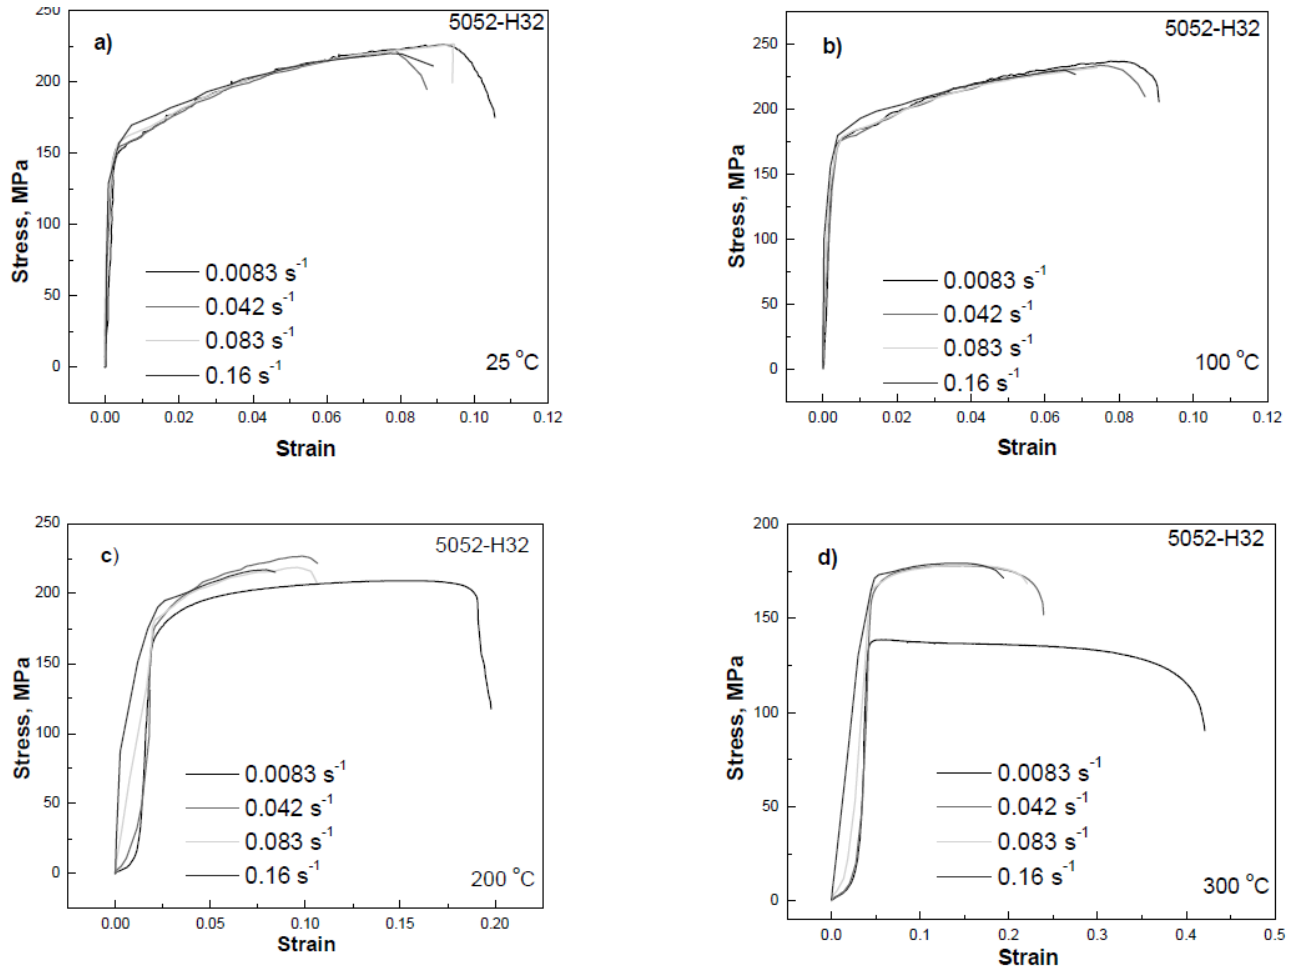 5052-H32
a)
250
200
150
100
50
0
Stress, MPa
0.0083 s-1
0.042 s-1
0.083 s-1
0.16 s-1
25 °C
0.00 0.02 0.04 0.06 0.08 0.10 0.12
Strain
5052-H32
b)
250
200
150
100
50
0
Stress, MPa
0.0083 s-1
0.042 s-1
0.083 s-1
0.16 s-1
100 °C
0.00 0.02 0.04 0.06 0.08 0.10 0.12
Strain
5052-H32
c)
250
200
150
100
50
0
Stress, MPa
0.0083 s-1
0.042 s-1
0.083 s-1
0.16 s-1
200 °C
0.00 0.05 0.10 0.15 0.20
Strain
5052-H32
d)
200
150
100
50
0
Stress, MPa
0.0083 s-1
0.042 s-1
0.083 s-1
0.16 s-1
300 °C
0.0 0.1 0.2 0.3 0.4 0.5
Strain